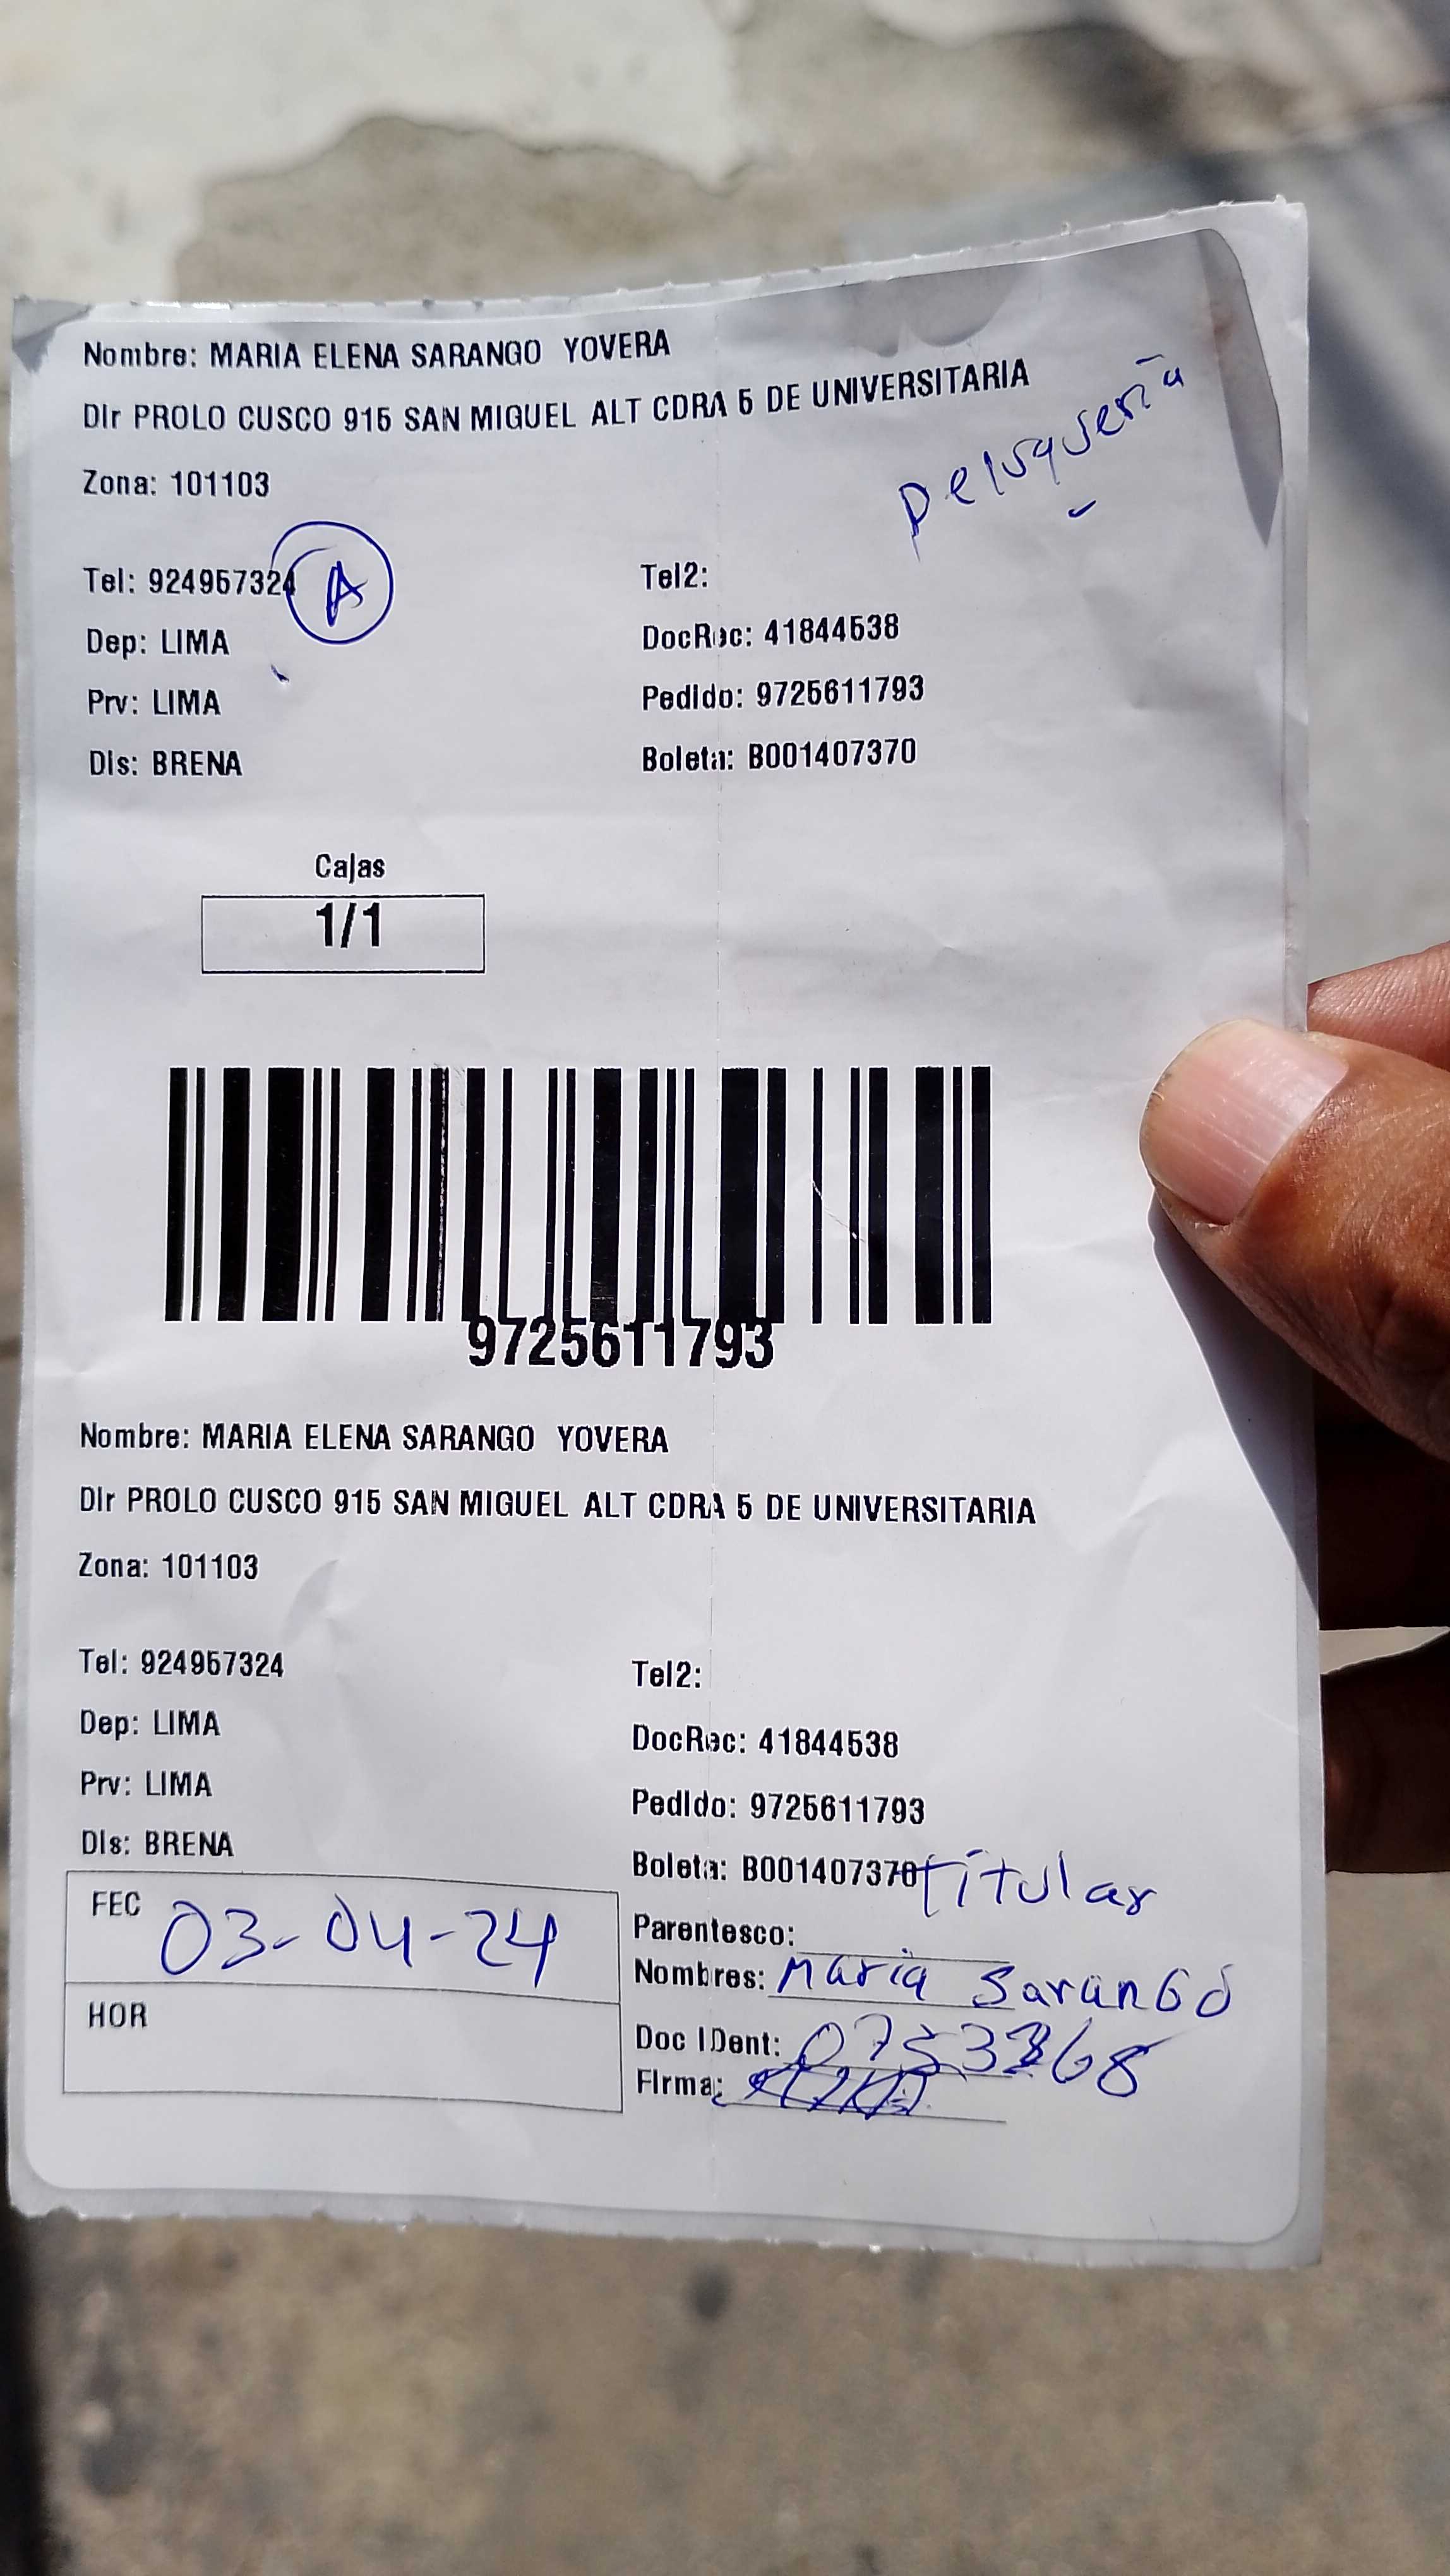 Nombre: MARIA ELENA SARANGO YOVERA
Dir PROLO CUSCO 915 SAN MIGUEL ALT CDRA 5 DE UNIVERSITARIA
peluquería
Zona: 101103
Tel: 924957324
A
Tel2:
Dep: LIMA
DocRec: 41844538
Prv: LIMA
Pedido: 9725611793
Dis: BRENA
Boleta: B001407370
Cajas
1/1
9725611793
Nombre: MARIA ELENA SARANGO YOVERA
Dir PROLO CUSCO 915 SAN MIGUEL ALT CDRA 5 DE UNIVERSITARIA
Zona: 101103
Tel: 924957324
Tel2:
Dep: LIMA
DocRec: 41844538
Prv: LIMA
Pedido: 9725611793
Dis: BRENA
Boleta: B001407370
titular
FEC 03-04-24
Parentesco:
Nombres: Maria Sarango
HOR
Doc IDent:
Firma: